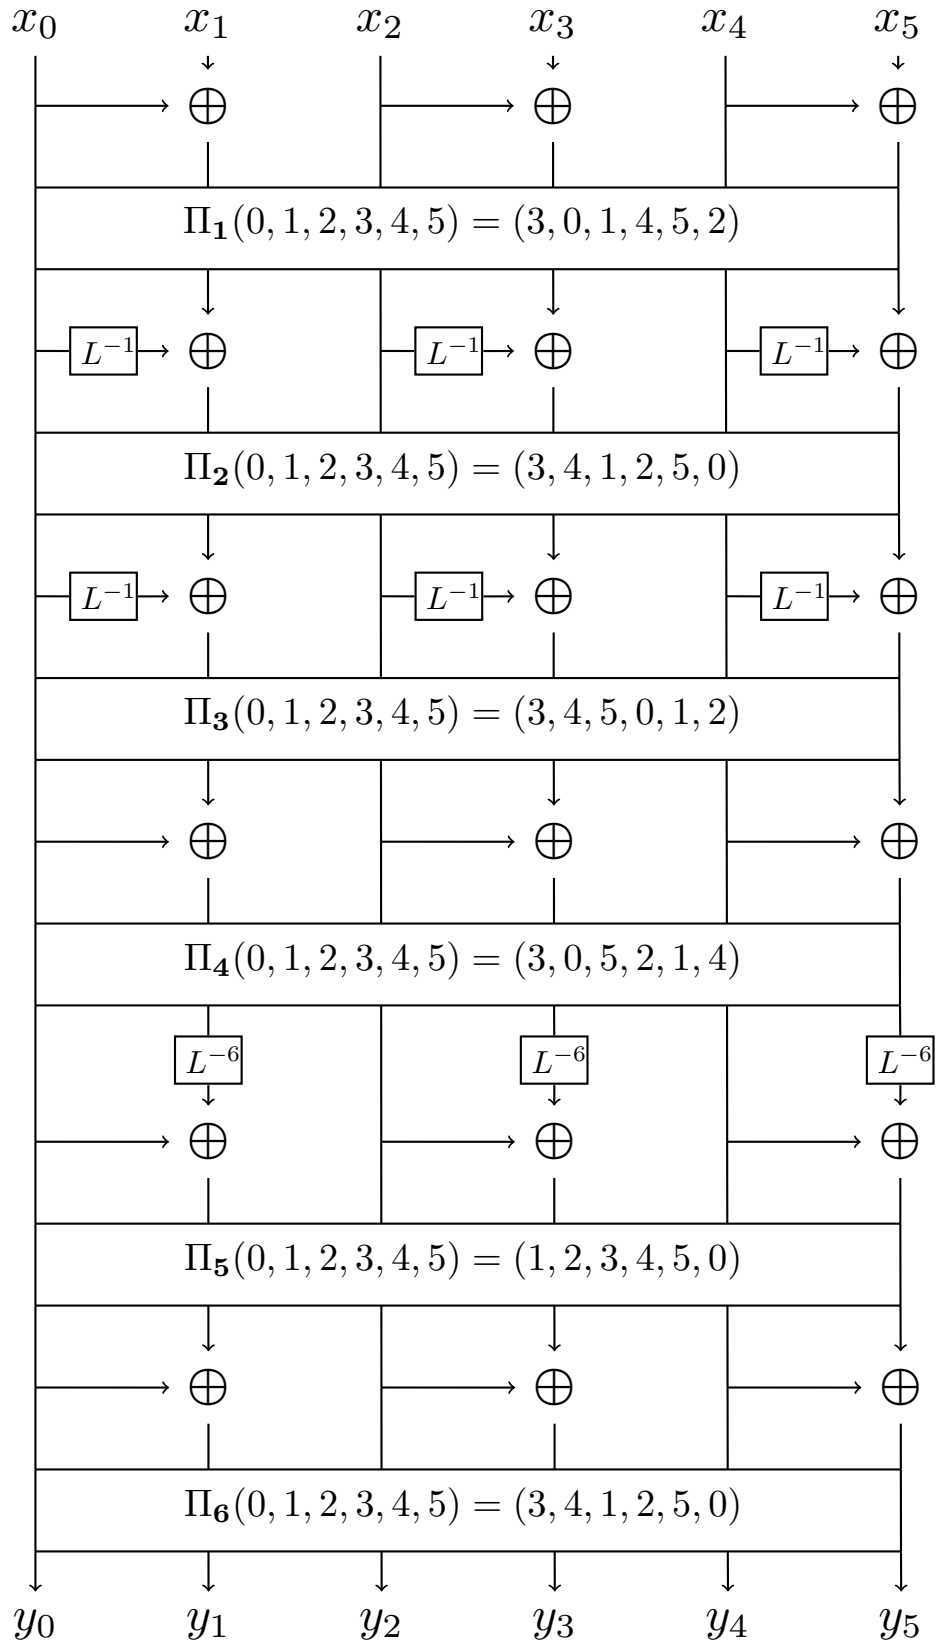 x₀ x₁ x₂ x₃ x₄ x₅
Π₁(0, 1, 2, 3, 4, 5) = (3, 0, 1, 4, 5, 2)
L⁻¹ L⁻¹ L⁻¹
Π₂(0, 1, 2, 3, 4, 5) = (3, 4, 1, 2, 5, 0)
L⁻¹ L⁻¹ L⁻¹
Π₃(0, 1, 2, 3, 4, 5) = (3, 4, 5, 0, 1, 2)
Π₄(0, 1, 2, 3, 4, 5) = (3, 0, 5, 2, 1, 4)
L⁻⁶ L⁻⁶ L⁻⁶
Π₅(0, 1, 2, 3, 4, 5) = (1, 2, 3, 4, 5, 0)
Π₆(0, 1, 2, 3, 4, 5) = (3, 4, 1, 2, 5, 0)
y₀ y₁ y₂ y₃ y₄ y₅